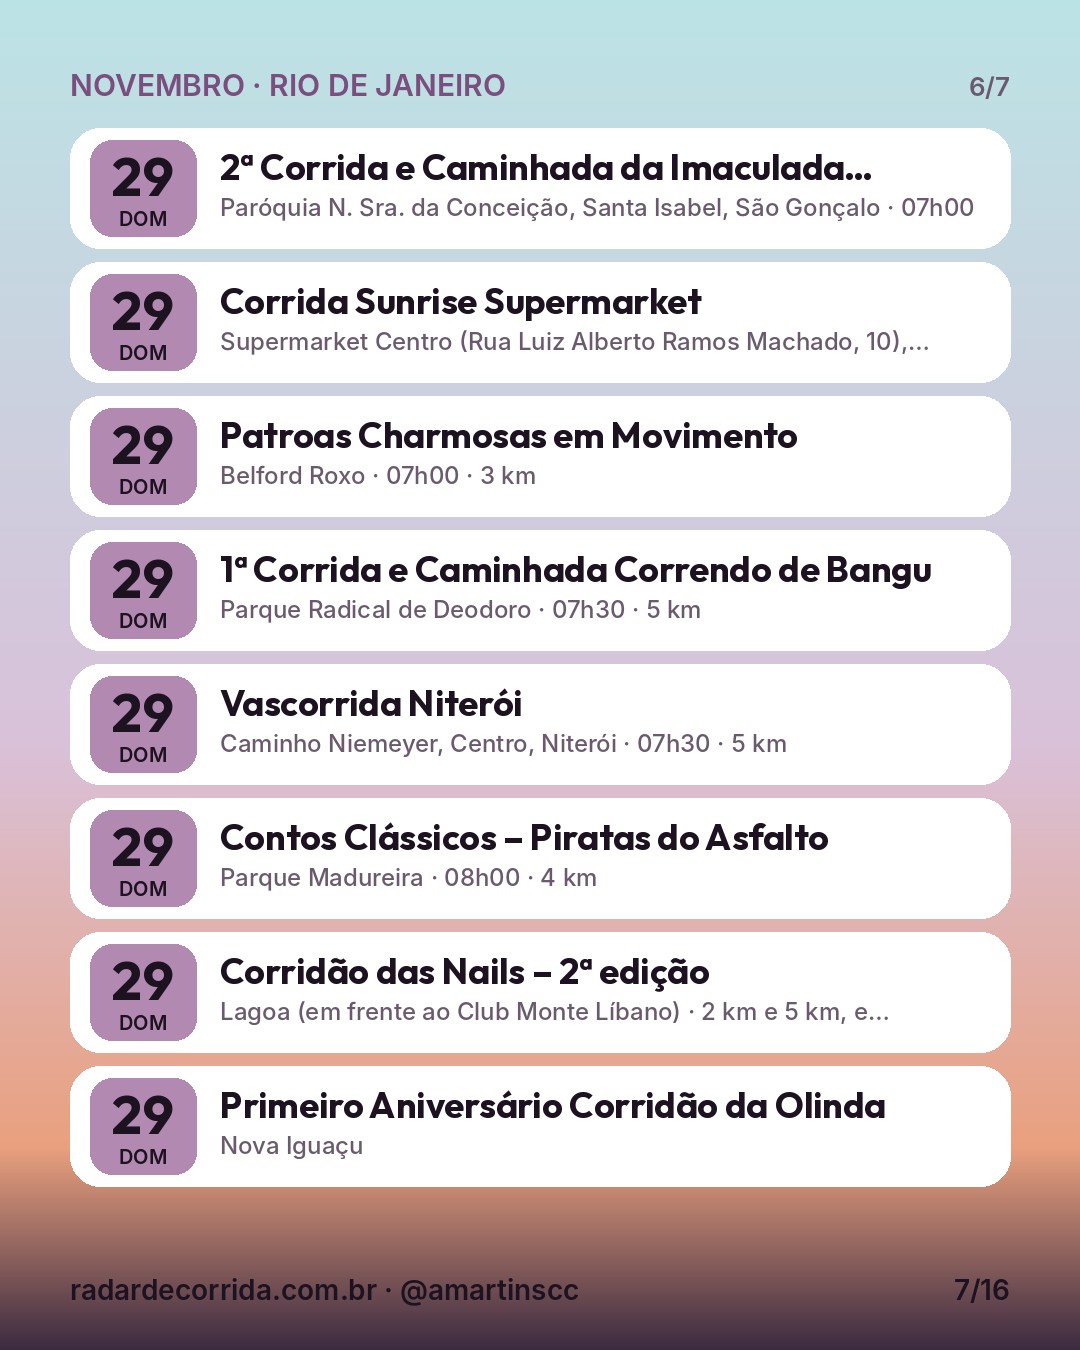 NOVEMBRO · RIO DE JANEIRO
6/7
29
DOM
2ª Corrida e Caminhada da Imaculada...
Paróquia N. Sra. da Conceição, Santa Isabel, São Gonçalo · 07h00
29
DOM
Corrida Sunrise Supermarket
Supermarket Centro (Rua Luiz Alberto Ramos Machado, 10),...
29
DOM
Patroas Charmosas em Movimento
Belford Roxo · 07h00 · 3 km
29
DOM
1ª Corrida e Caminhada Correndo de Bangu
Parque Radical de Deodoro · 07h30 · 5 km
29
DOM
Vascorrida Niterói
Caminho Niemeyer, Centro, Niterói · 07h30 · 5 km
29
DOM
Contos Clássicos – Piratas do Asfalto
Parque Madureira · 08h00 · 4 km
29
DOM
Corridão das Nails – 2ª edição
Lagoa (em frente ao Club Monte Líbano) · 2 km e 5 km, e...
29
DOM
Primeiro Aniversário Corridão da Olinda
Nova Iguaçu
radardecorrida.com.br · @amartinscc
7/16